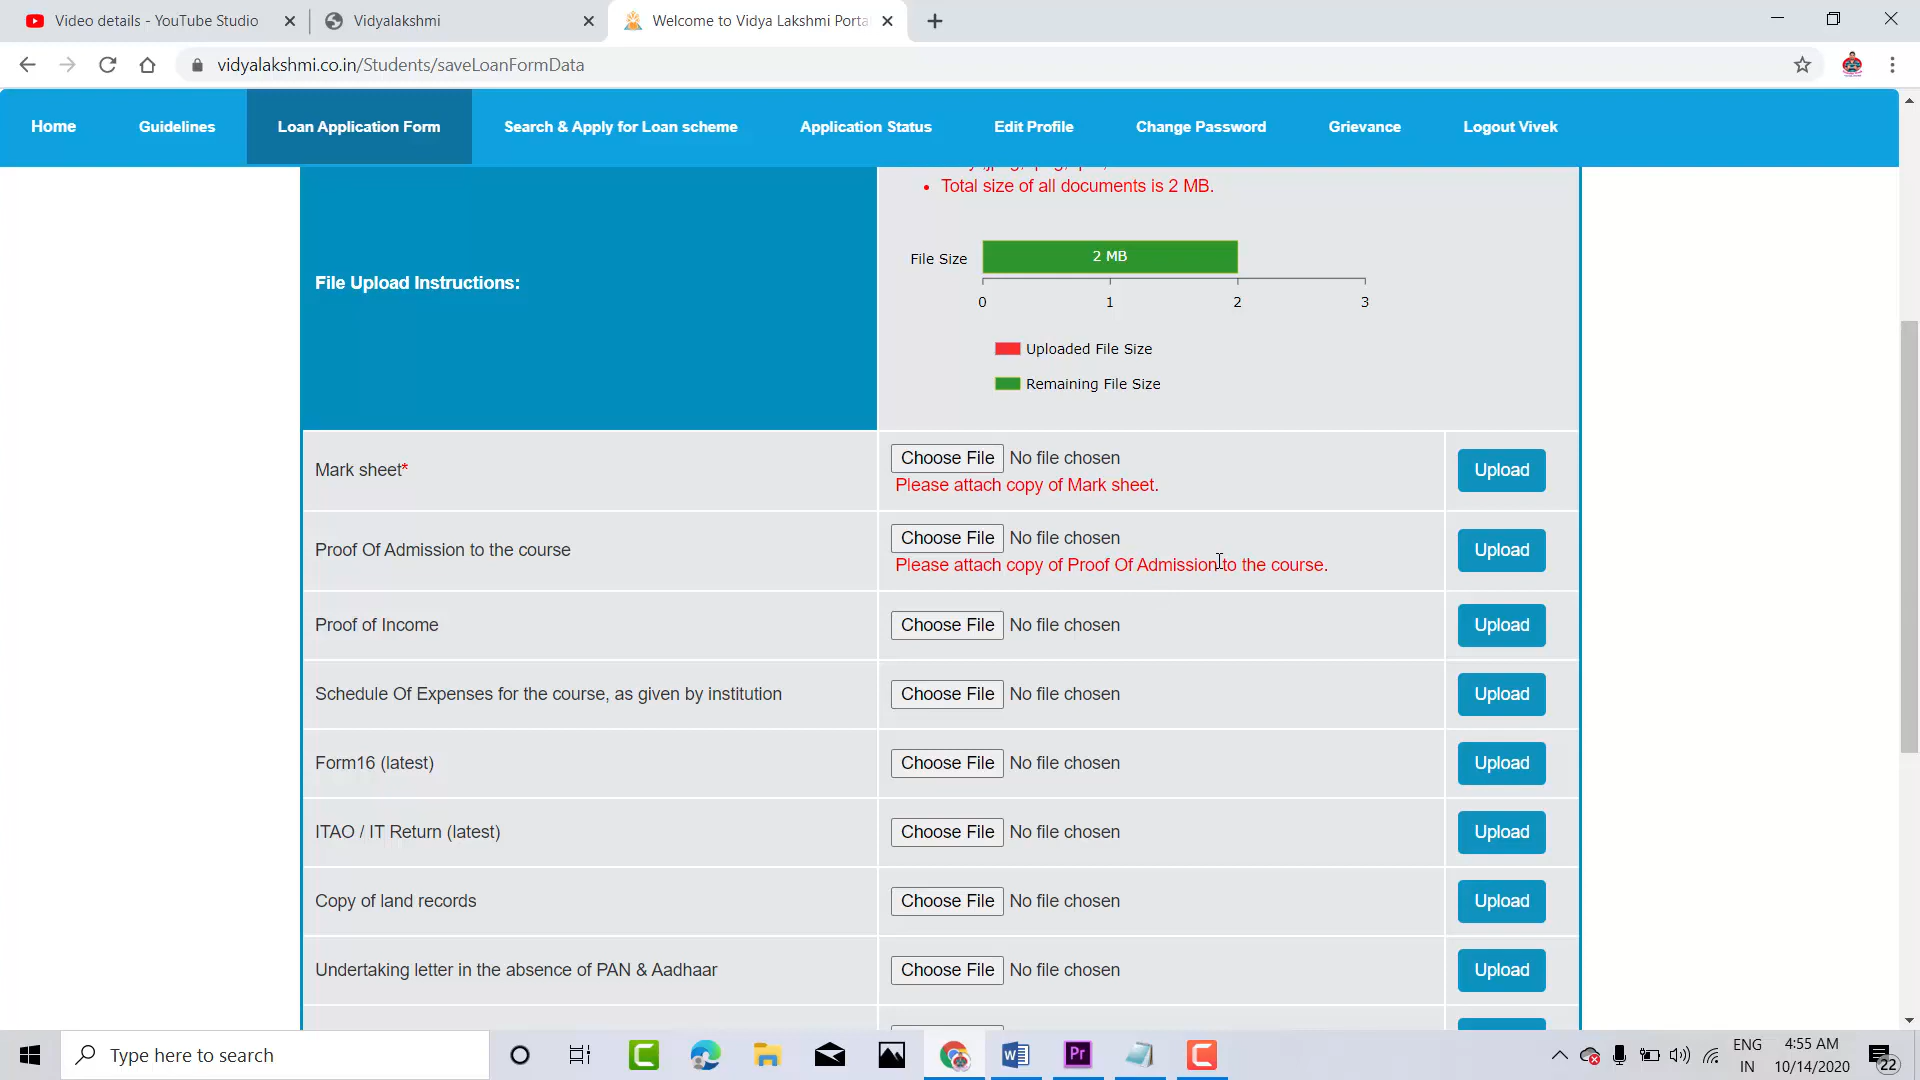 Video details - YouTube Studio
Vidyalakshmi
Welcome to Vidya Lakshmi Porta
vidyalakshmi.co.in/Students/saveLoanFormData
Home
Guidelines
Loan Application Form
Search & Apply for Loan scheme
Application Status
Edit Profile
Change Password
Grievance
Logout Vivek
• Total size of all documents is 2 MB.
File Upload Instructions:
File Size
2 MB
0 1 2 3
Uploaded File Size
Remaining File Size
Mark sheet* Choose File No file chosen Upload
Please attach copy of Mark sheet.
Proof Of Admission to the course Choose File No file chosen Upload
Please attach copy of Proof Of Admission to the course.
Proof of Income Choose File No file chosen Upload
Schedule Of Expenses for the course, as given by institution Choose File No file chosen Upload
Form16 (latest) Choose File No file chosen Upload
ITAO / IT Return (latest) Choose File No file chosen Upload
Copy of land records Choose File No file chosen Upload
Undertaking letter in the absence of PAN & Aadhaar Choose File No file chosen Upload
Type here to search
ENG
IN
4:55 AM
10/14/2020
22